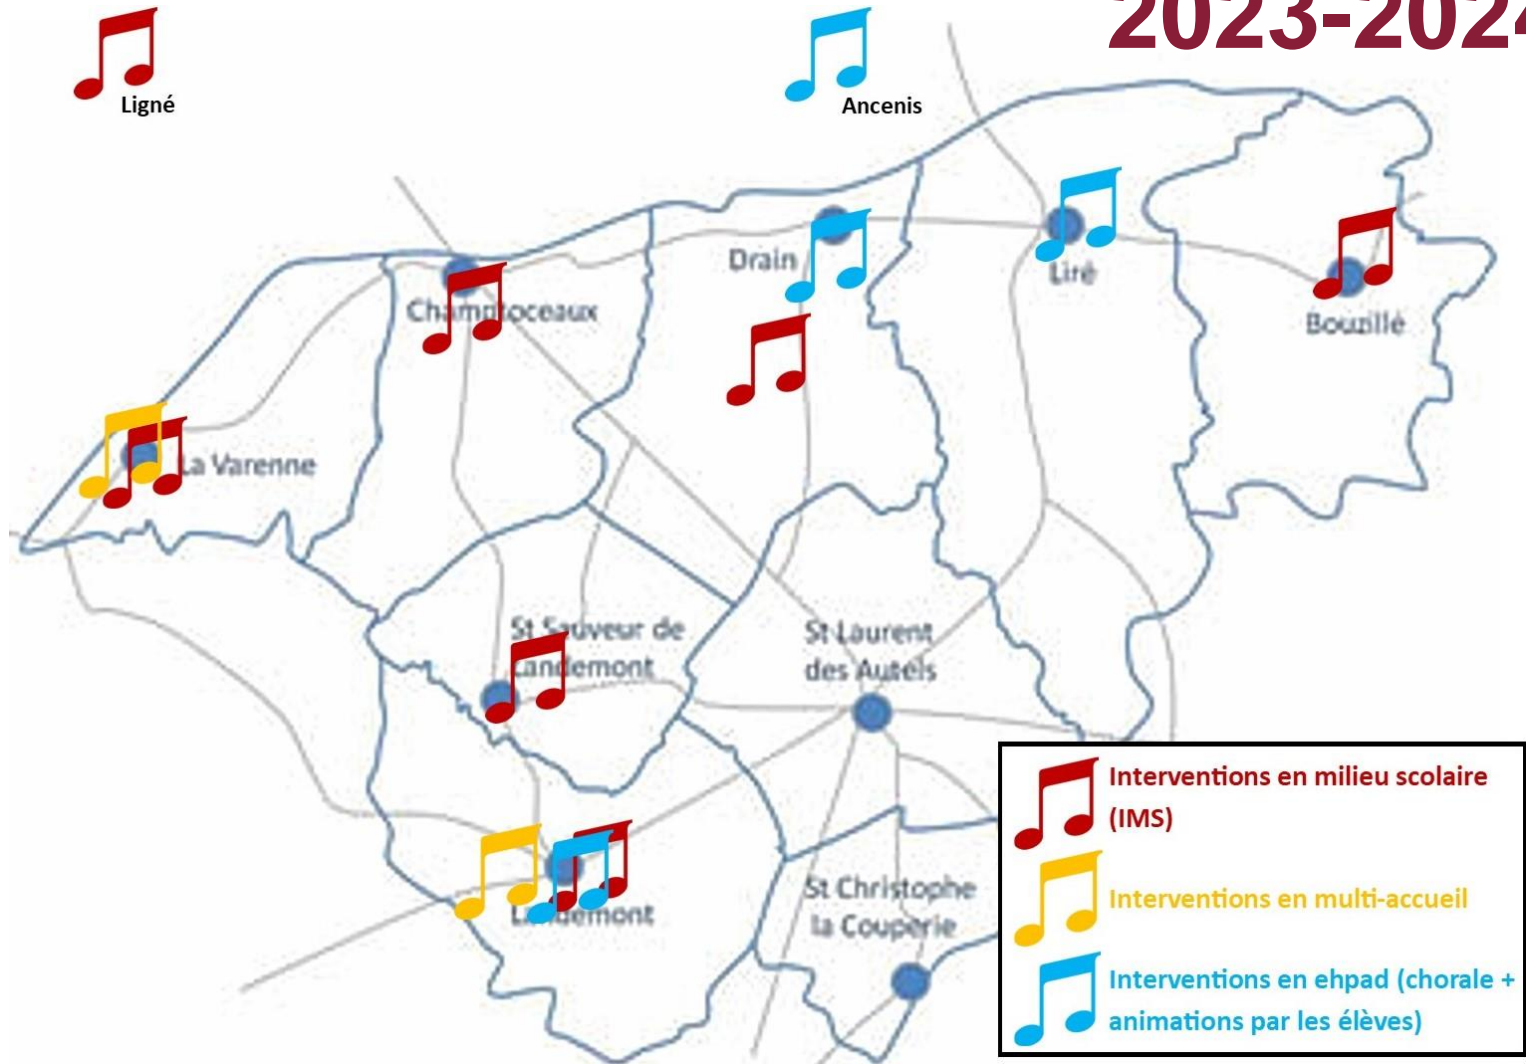 2023-2024
Ligné
Ancenis
Drain
Liré
Champtoceaux
Bouzillé
La Varenne
St Sauveur de
Landemont
St Laurent
des Autels
Landemont
St Christophe
la Couperie
Interventions en milieu scolaire
(IMS)
Interventions en multi-accueil
Interventions en ehpad (chorale +
animations par les élèves)